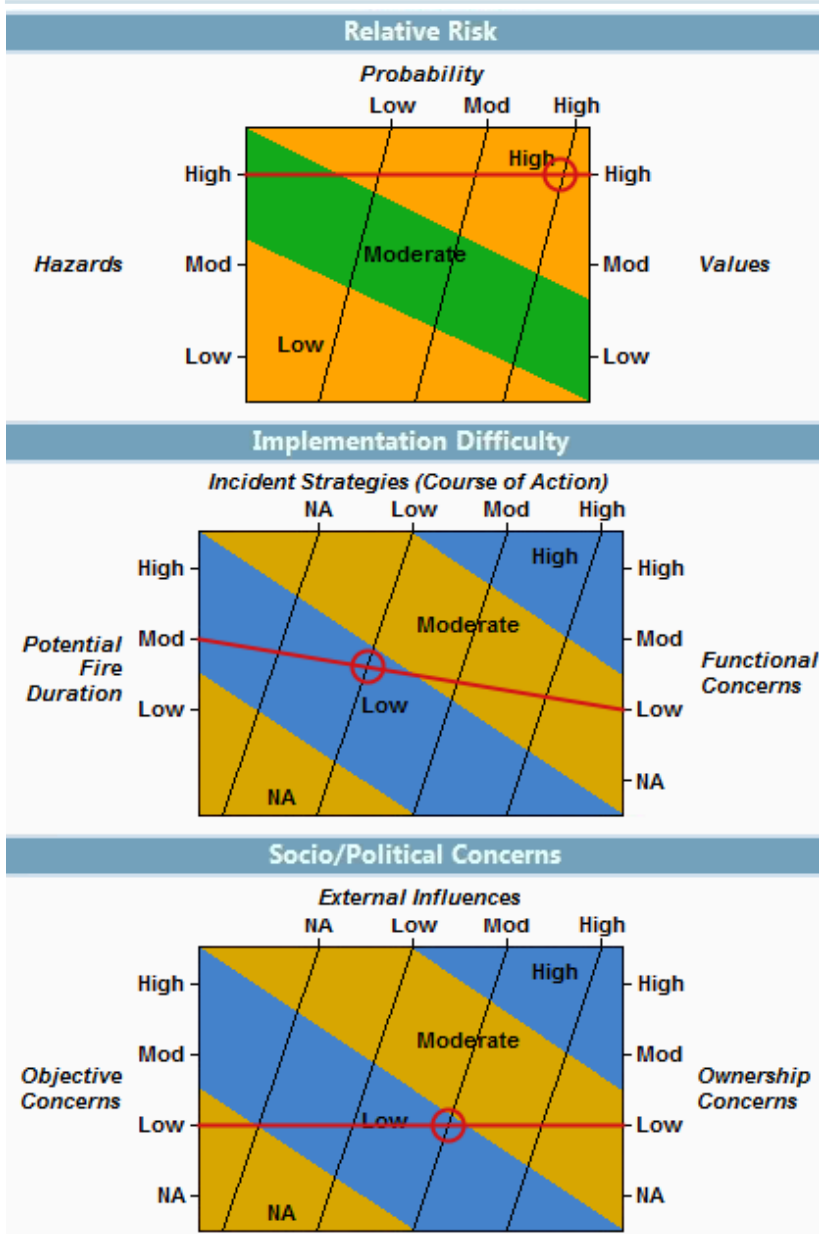 Relative Risk
Probability
Low Mod High
High High High
Hazards Mod Moderate Mod Values
Low Low Low
Implementation Difficulty
Incident Strategies (Course of Action)
NA Low Mod High
High High High
Potential
Fire
Duration
Mod Moderate Mod
Functional
Concerns
Low Low Low
NA NA
Socio/Political Concerns
External Influences
NA Low Mod High
High High High
Mod Moderate Mod
Objective
Concerns
Ownership
Concerns
Low Low Low
NA NA NA